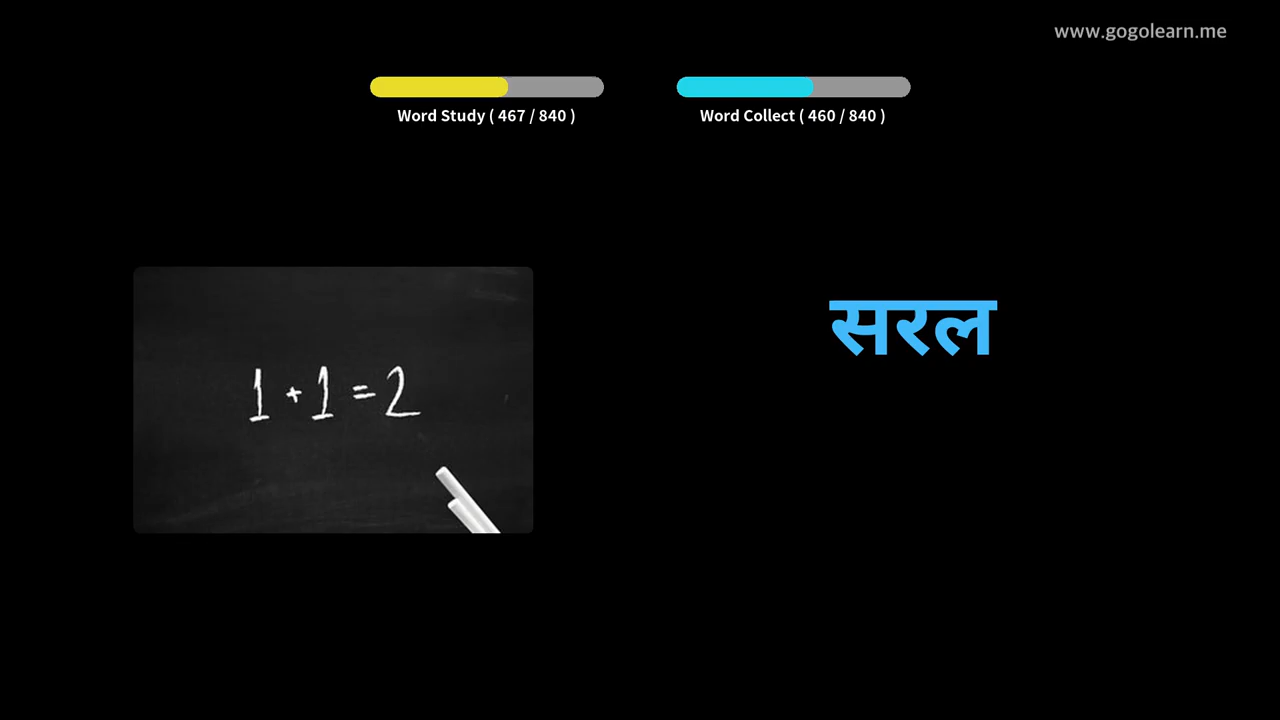 www.gogolearn.me
Word Study ( 467 / 840 )
Word Collect ( 460 / 840 )
सरल
1 + 1 = 2